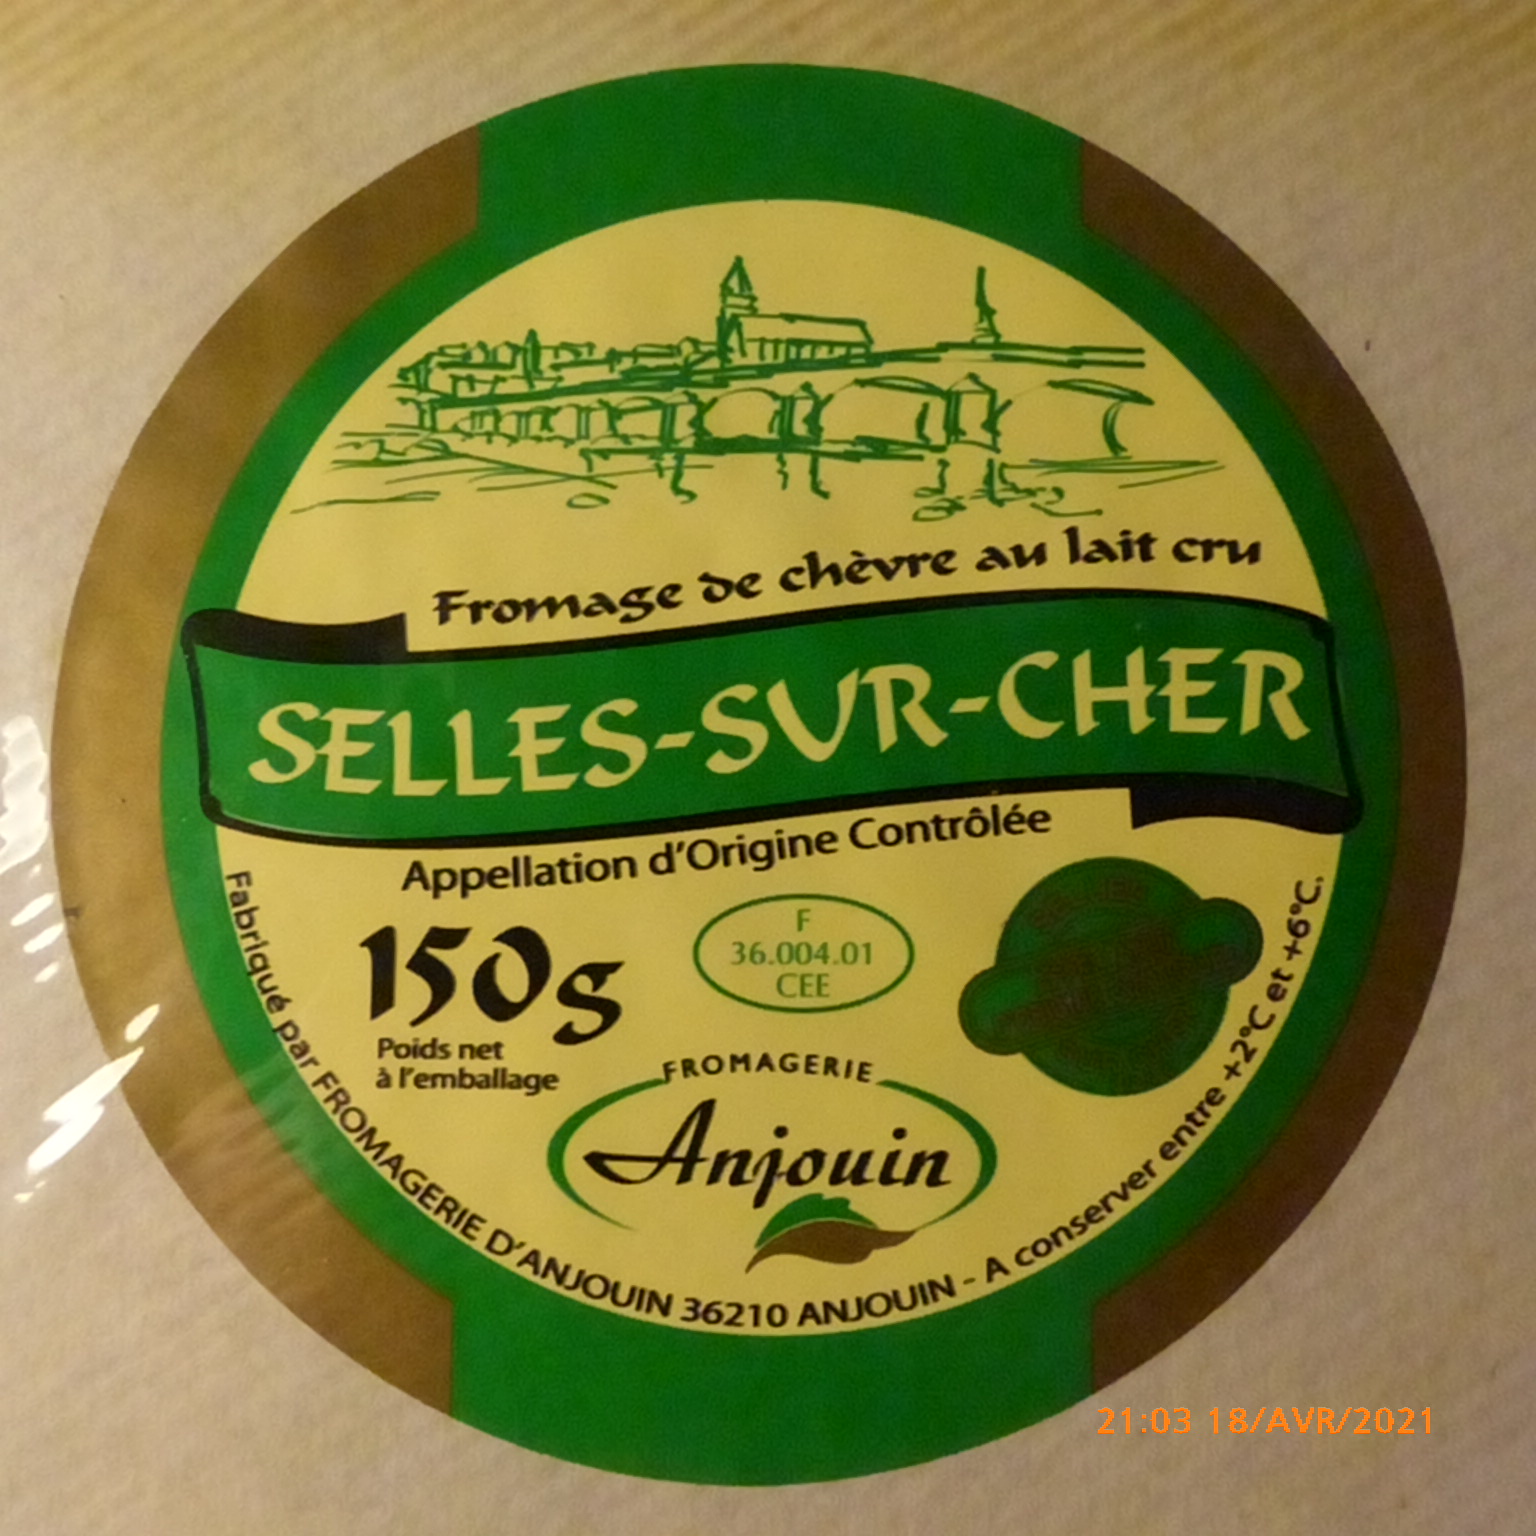 Fromage de chèvre au lait cru
SELLES-SUR-CHER
Appellation d'Origine Contrôlée
150g
Poids net
à l'emballage
F
36.004.01
CEE
FROMAGERIE
Anjouin
Fabriqué par FROMAGERIE D'ANJOUIN 36210 ANJOUIN - A conserver entre +2°C et +6°C.
21:03 18/AVR/2021